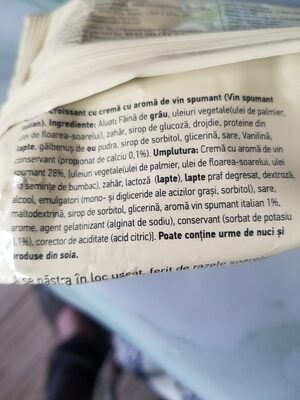 Croissant cu cremă cu aromă de vin spumant (Vin spumant
italian). Ingrediente: Aluat: Făină de grâu, uleiuri vegetale(ulei de palmier,
ulei de floarea-soarelui), zahăr, sirop de glucoză, drojdie, proteine din
lapte, gălbenuș de ou pudra, sirop de sorbitol, glicerină, sare, Vanilină,
conservant (propionat de calciu 0,1%). Umplutura: Cremă cu aromă de vin
spumant 28%, [uleiuri vegetale(ulei de palmier, ulei de floarea-soarelui, ulei
din semințe de bumbac), zahăr, lactoză (lapte), lapte praf degresat, dextroză,
alcool, emulgatori (mono- și digliceride ale acizilor grași, sorbitol), sare,
maltodextrină, sirop de sorbitol, glicerină, aromă vin spumant italian 1%,
arome, agent gelatinizat (alginat de sodiu), conservant (sorbat de potasiu
0,1%), corector de aciditate (acid citric)]. Poate conține urme de nuci și
produse din soia.
se păstra în loc uscat, ferit de razele